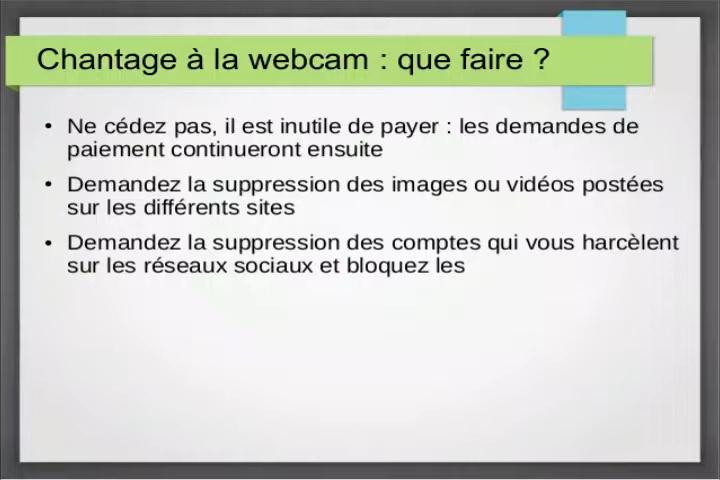 Chantage à la webcam : que faire ?
• Ne cédez pas, il est inutile de payer : les demandes de
paiement continueront ensuite
• Demandez la suppression des images ou vidéos postées
sur les différents sites
• Demandez la suppression des comptes qui vous harcèlent
sur les réseaux sociaux et bloquez les